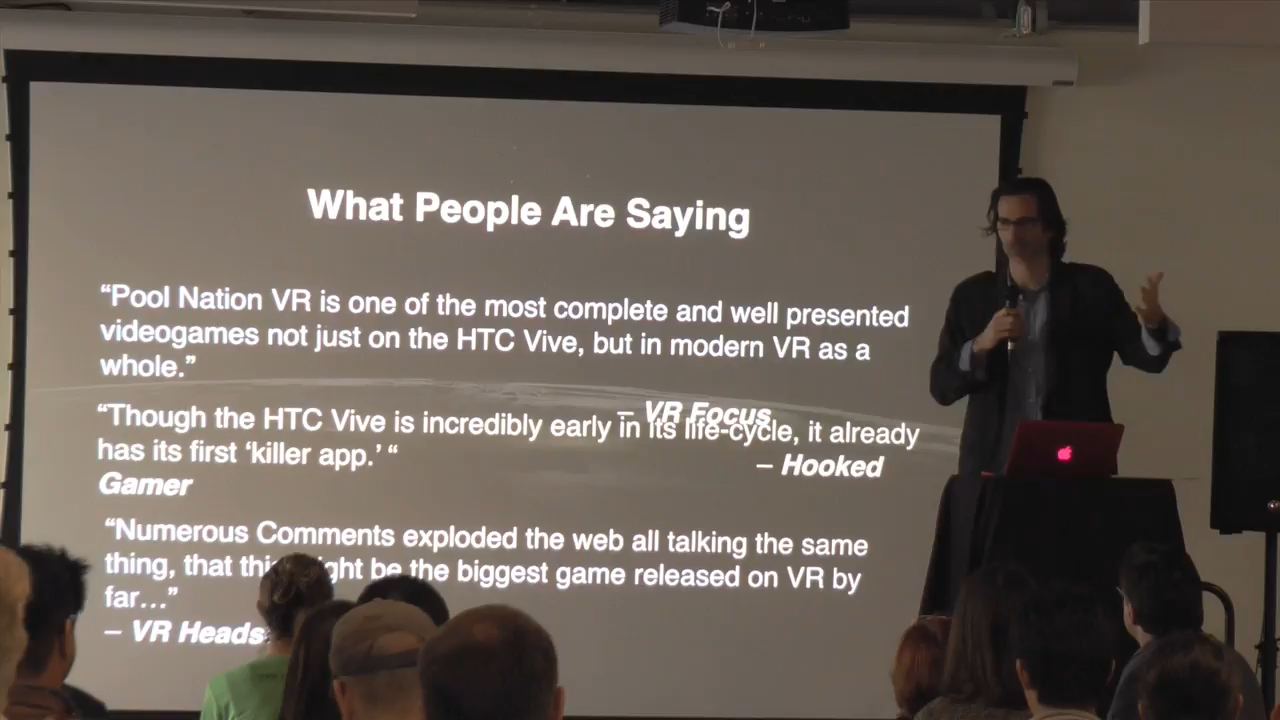 What People Are Saying
“Pool Nation VR is one of the most complete and well presented
videogames not just on the HTC Vive, but in modern VR as a
whole.”
– VR Focus
“Though the HTC Vive is incredibly early in its life-cycle, it already
has its first ‘killer app.’ “ – Hooked
Gamer
“Numerous Comments exploded the web all talking the same
thing, that be the biggest game released on VR by
far…”
– VR Heads